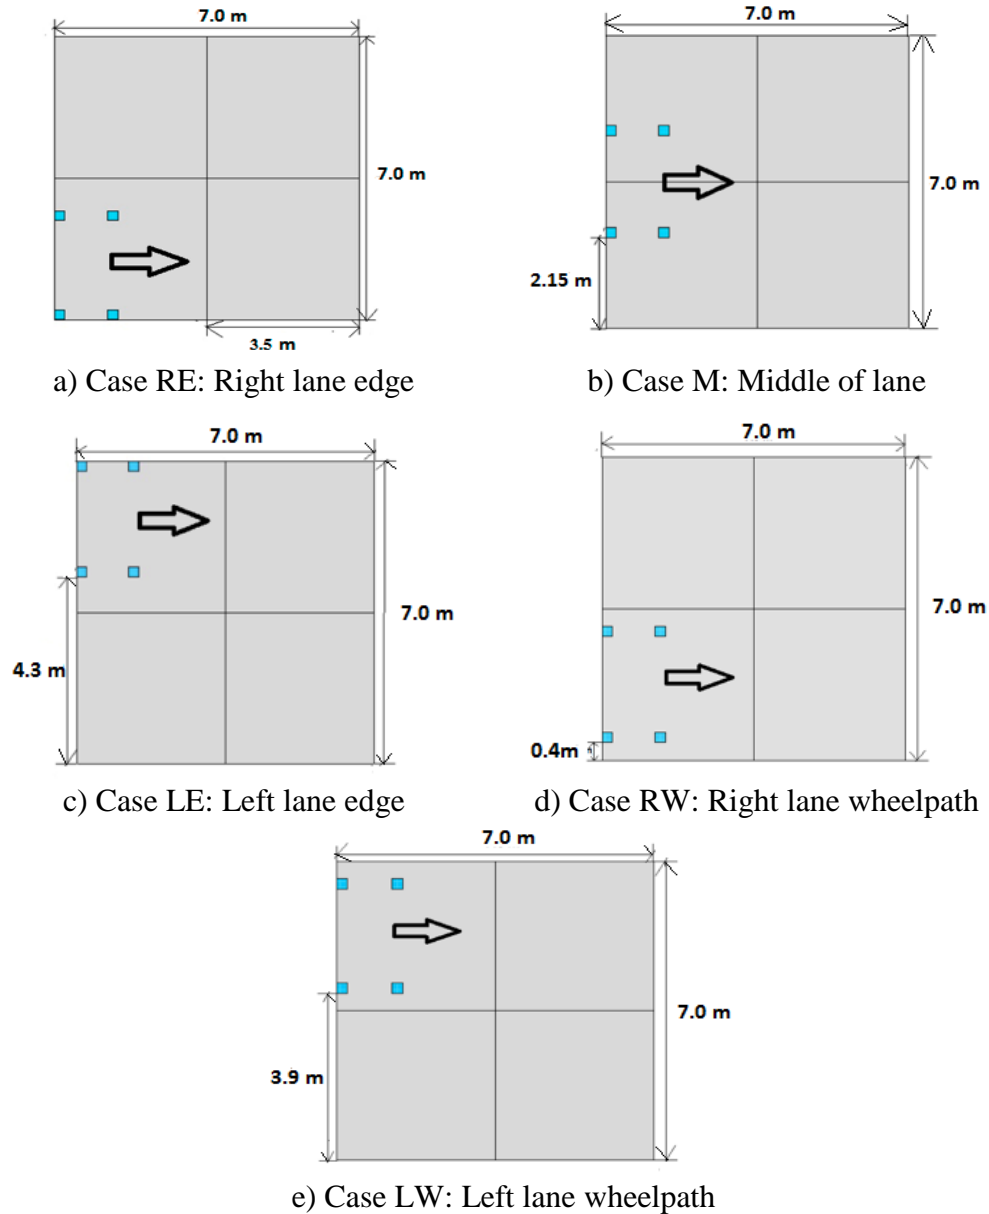 7.0 m
7.0 m
3.5 m
a) Case RE: Right lane edge
7.0 m
7.0 m
2.15 m
b) Case M: Middle of lane
7.0 m
7.0 m
4.3 m
c) Case LE: Left lane edge
7.0 m
7.0 m
0.4m
d) Case RW: Right lane wheelpath
7.0 m
7.0 m
3.9 m
e) Case LW: Left lane wheelpath